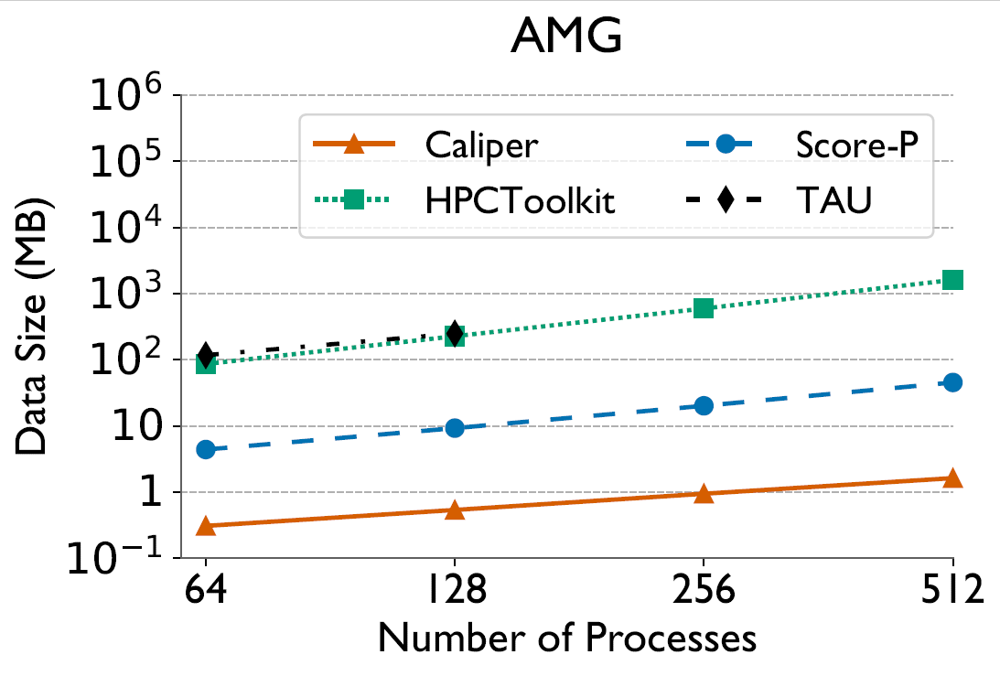 AMG
10^6
10^5
10^4
10^3
10^2
10
1
10^−1
Data Size (MB)
Caliper
HPCToolkit
Score-P
TAU
64 128 256 512
Number of Processes